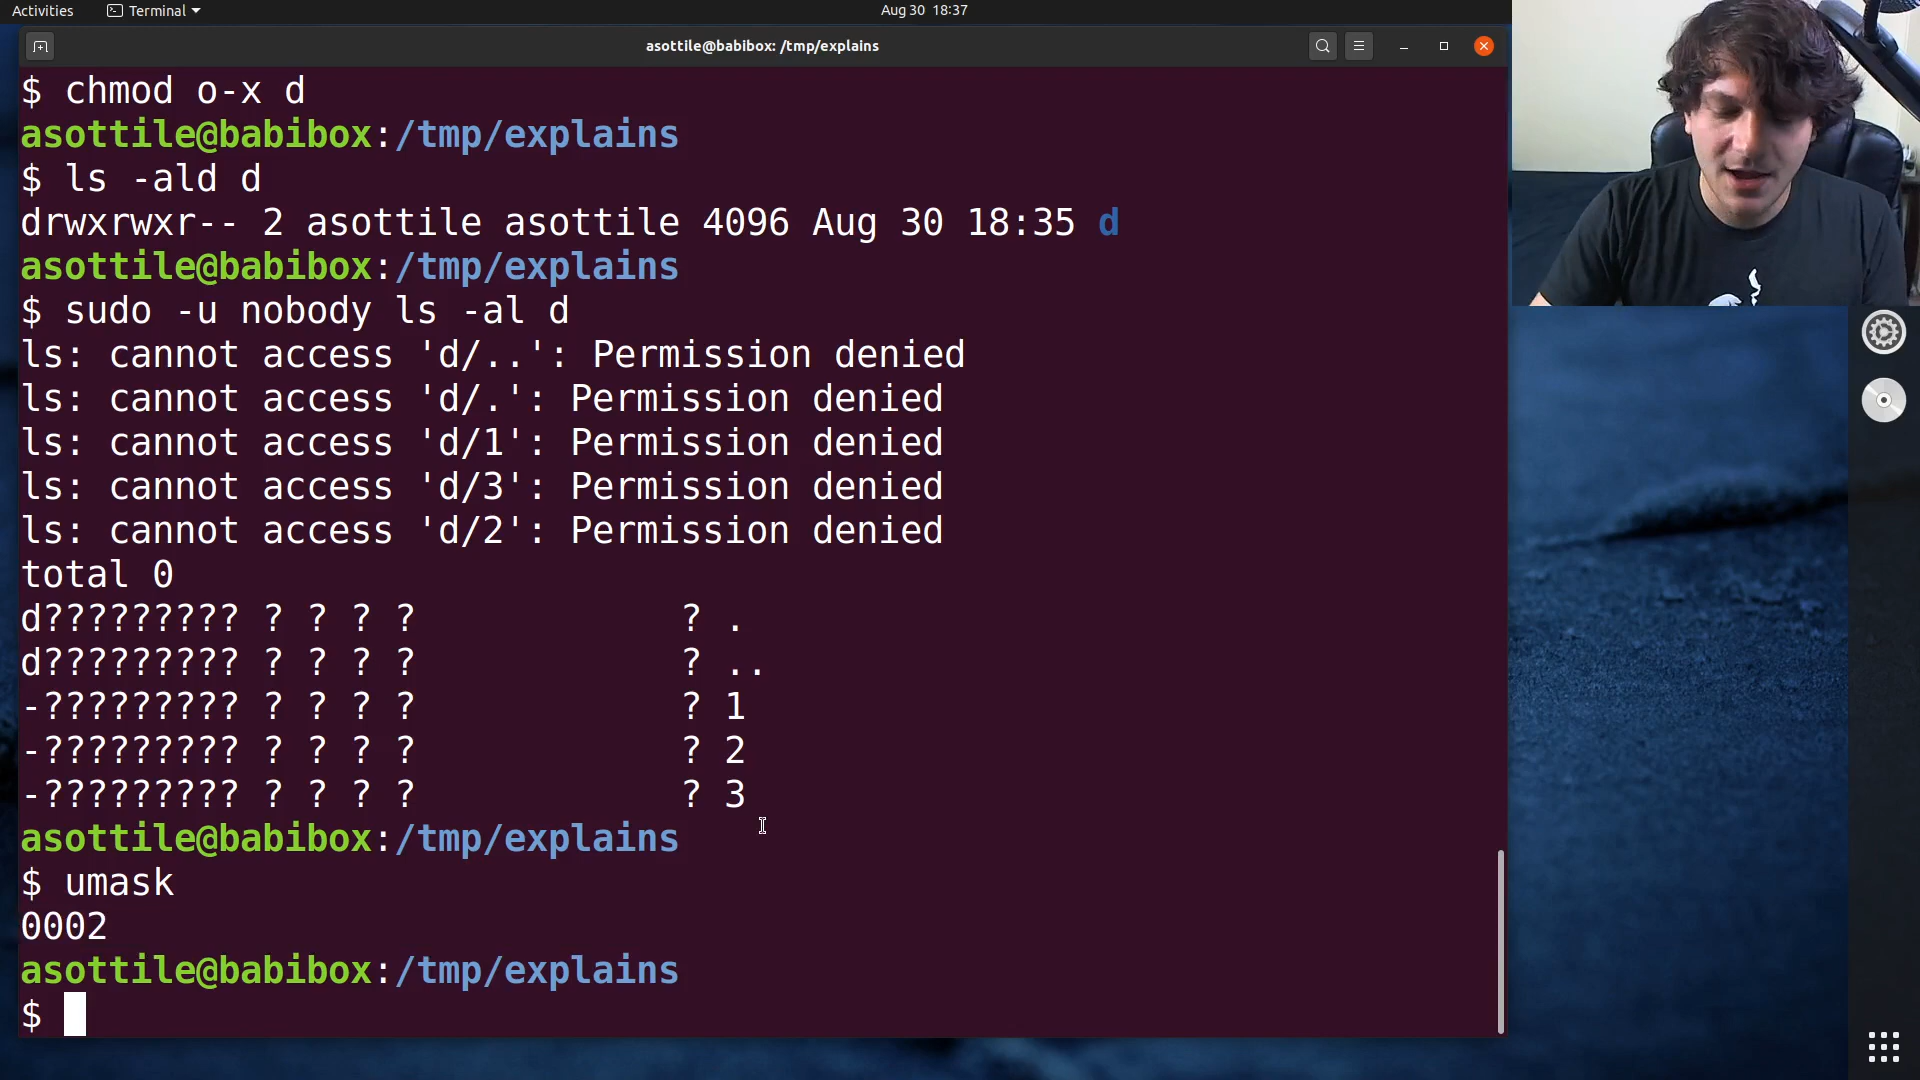 Activities Terminal Aug 30 18:37
asottile@babibox: /tmp/explains
$ chmod o-x d
asottile@babibox:/tmp/explains
$ ls -ald d
drwxrwxr-- 2 asottile asottile 4096 Aug 30 18:35 d
asottile@babibox:/tmp/explains
$ sudo -u nobody ls -al d
ls: cannot access 'd/..': Permission denied
ls: cannot access 'd/.': Permission denied
ls: cannot access 'd/1': Permission denied
ls: cannot access 'd/3': Permission denied
ls: cannot access 'd/2': Permission denied
total 0
d????????? ? ? ? ? ? .
d????????? ? ? ? ? ? ..
-????????? ? ? ? ? ? 1
-????????? ? ? ? ? ? 2
-????????? ? ? ? ? ? 3
asottile@babibox:/tmp/explains
$ umask
0002
asottile@babibox:/tmp/explains
$